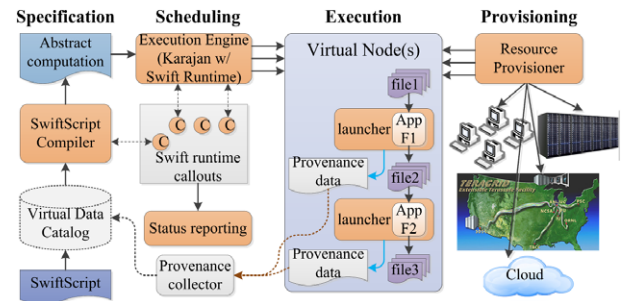 Specification
Scheduling
Execution
Provisioning
Abstract
computation
Execution Engine
(Karajan w/
Swift Runtime)
Virtual Node(s)
Resource
Provisioner
file1
SwiftScript
Compiler
C
C
C
C
Swift runtime
callouts
launcher
App
F1
Provenance
data
file2
Virtual Data
Catalog
Status reporting
launcher
App
F2
TERAGRID
SwiftScript
Provenance
collector
Provenance
data
file3
Cloud